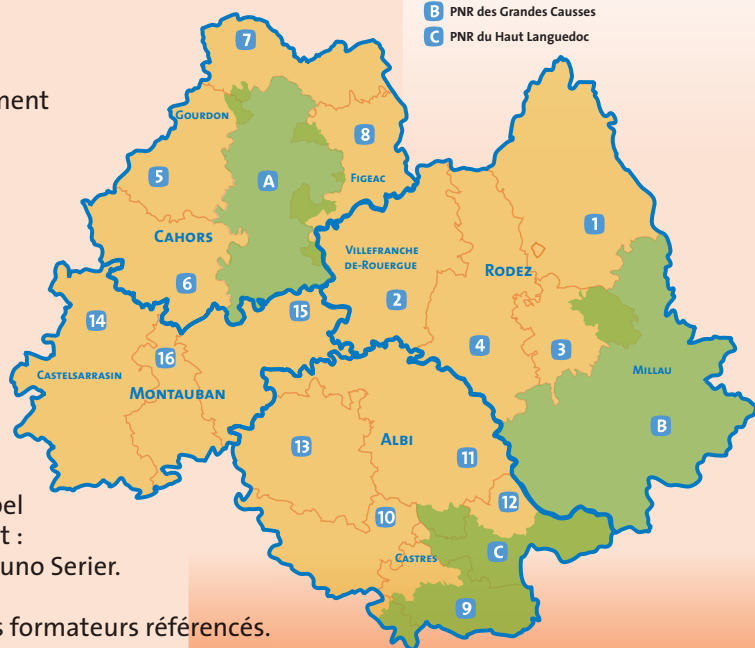 B PNR des Grandes Causses
C PNR du Haut Languedoc
7
ment
GOURDON
8
5
A
FIGEAC
1
CAHORS
VILLEFRANCHE
DE-ROUERGUE
RODEZ
6
2
15
14
4
3
16
CASTELSARRASIN
MILLAU
MONTAUBAN
B
ALBI
13
11
12
pel
10
t :
C
CASTRES
uno Serier.
9
s formateurs référencés.